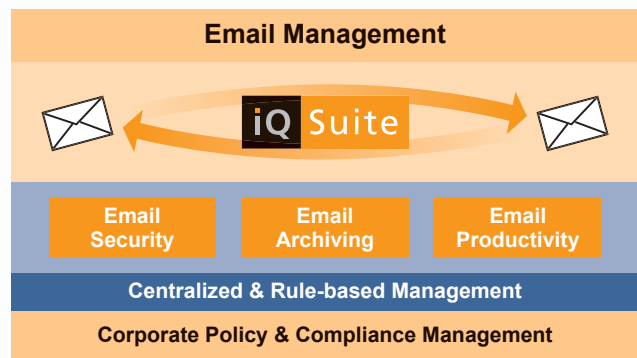 Email Management
iQ Suite
Email
Security
Email
Archiving
Email
Productivity
Centralized & Rule-based Management
Corporate Policy & Compliance Management